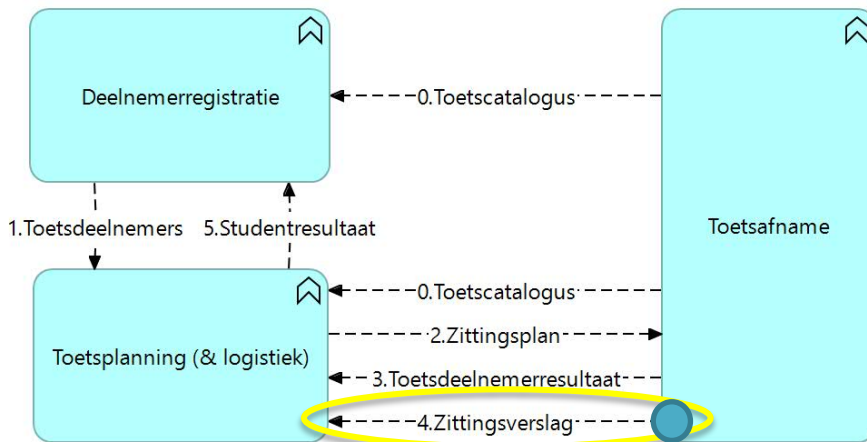 Deelnemerregistratie
0.Toetscatalogus
1.Toetsdeelnemers
5.Studentresultaat
Toetsafname
0.Toetscatalogus
2.Zittingsplan
Toetsplanning (& logistiek)
3.Toetsdeelnemerresultaat
4.Zittingsverslag